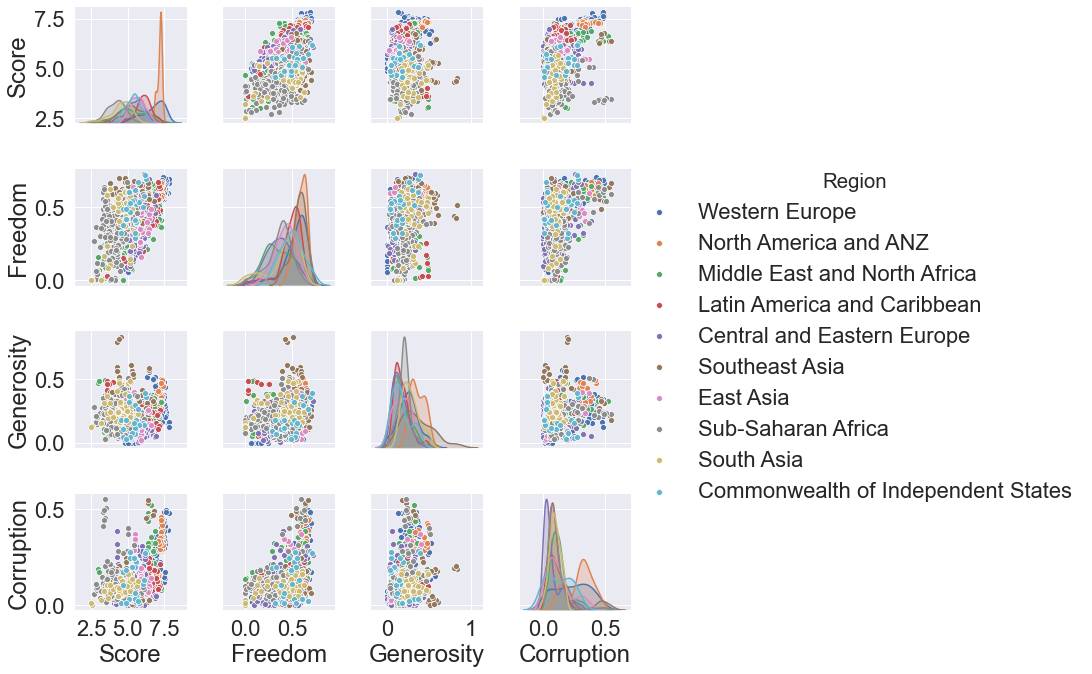 Score
7.5
5.0
2.5
Freedom
0.5
0.0
Generosity
0.5
0.0
Corruption
0.5
0.0
2.5 5.0 7.5
0.0 0.5
0 1
0.0 0.5
Score
Freedom
Generosity
Corruption
Region
Western Europe
North America and ANZ
Middle East and North Africa
Latin America and Caribbean
Central and Eastern Europe
Southeast Asia
East Asia
Sub-Saharan Africa
South Asia
Commonwealth of Independent States